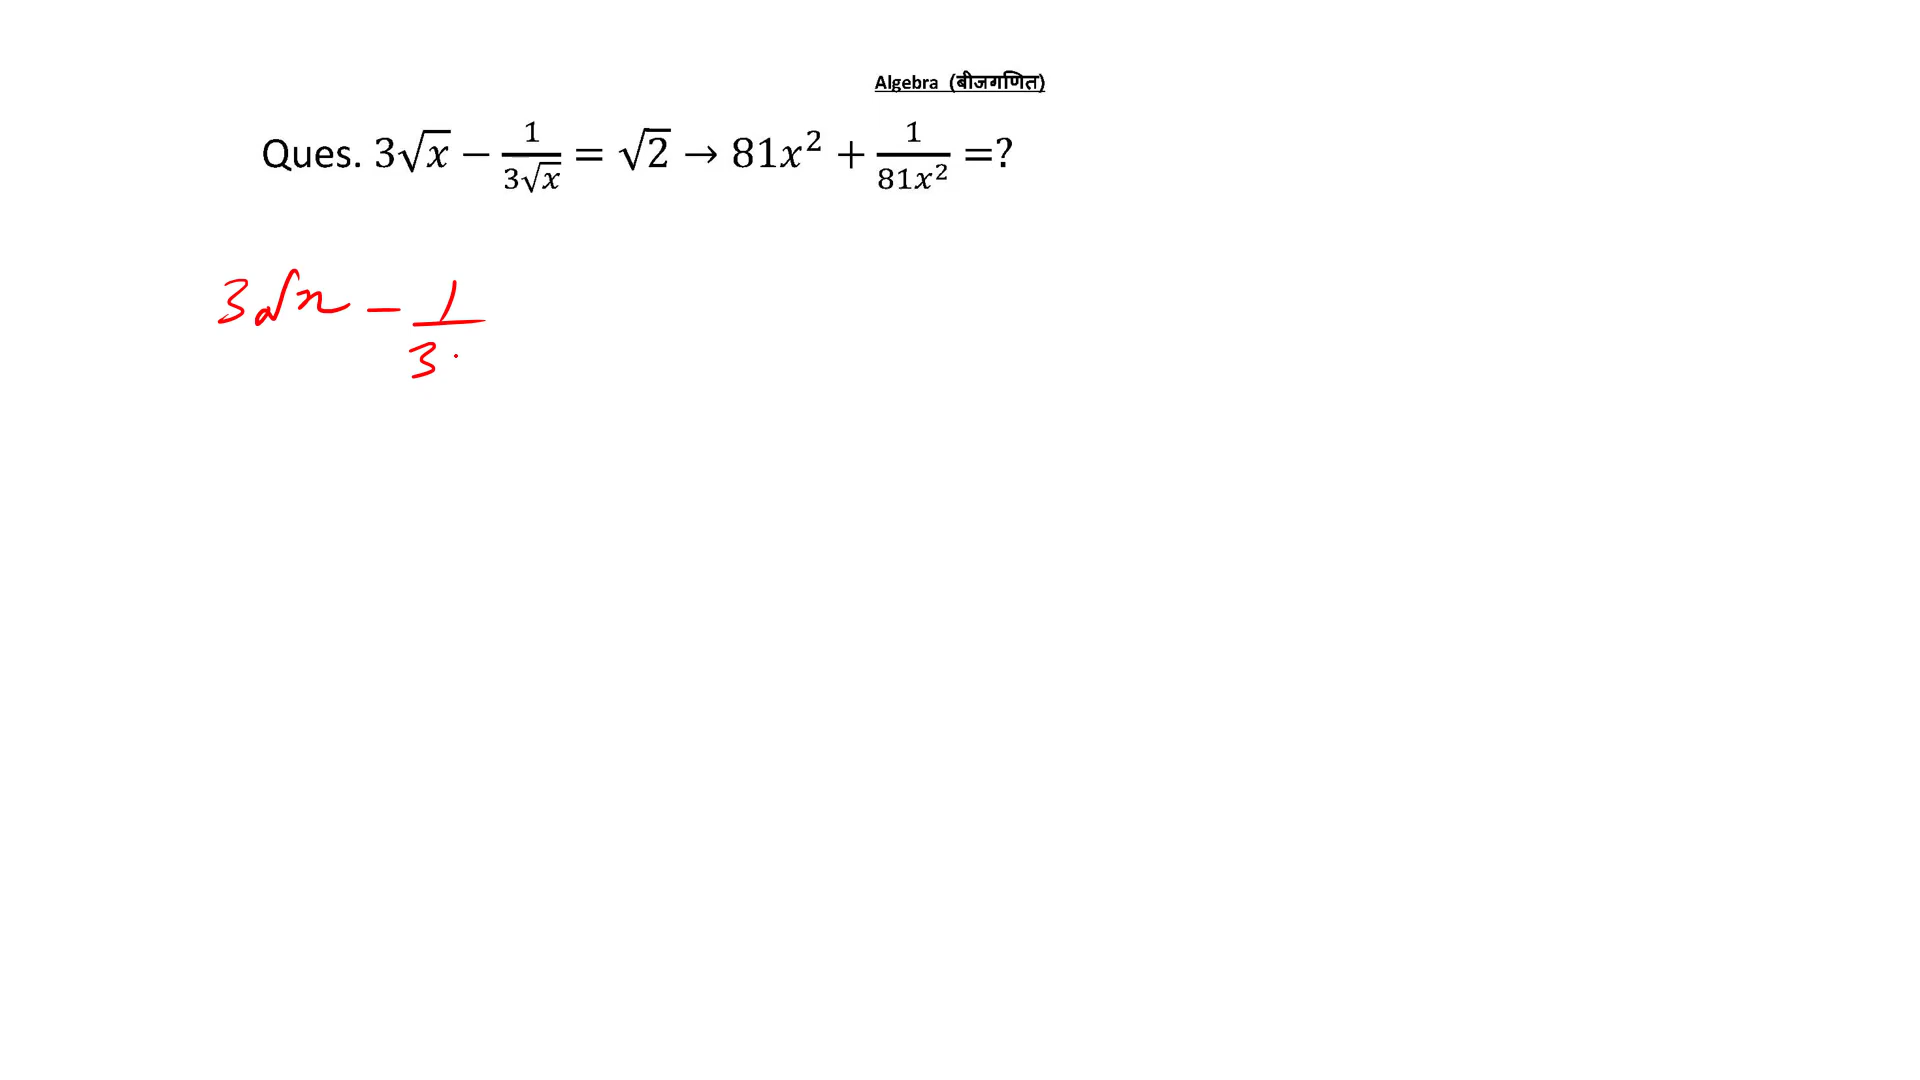 Algebra (बीजगणित)
Ques. 3√x − 1/(3√x) = √2 → 81x² + 1/(81x²) =?
3√x − 1/3